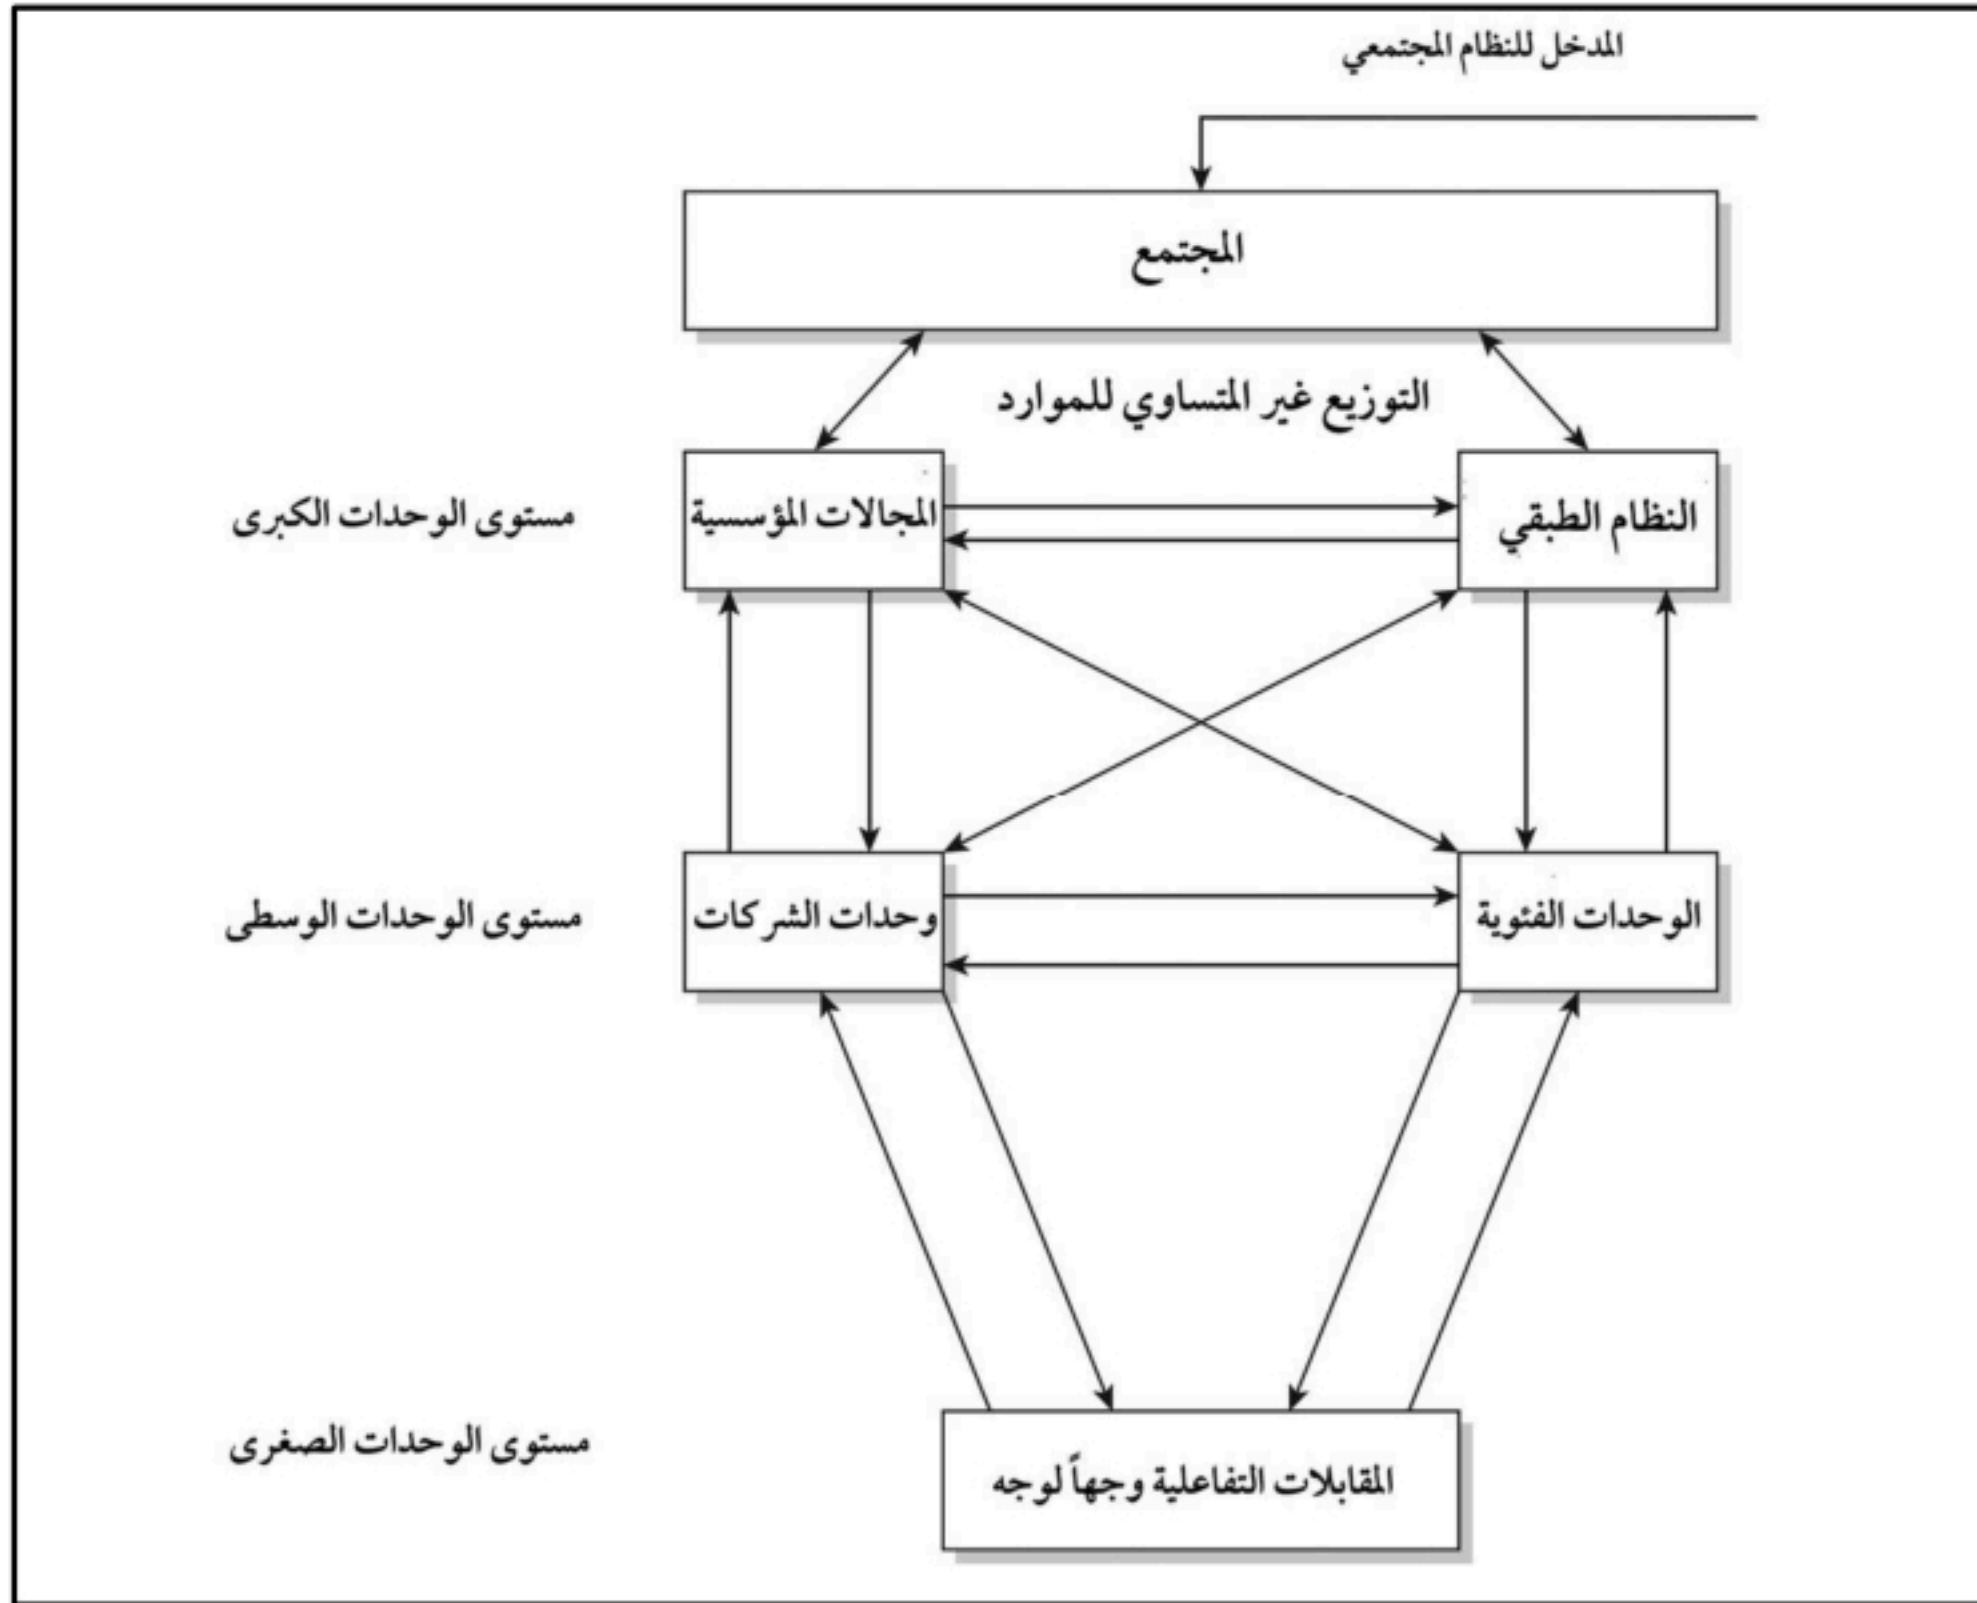 المدخل للنظام المجتمعي
المجتمع
التوزيع غير المتساوي للموارد
النظام الطبقي
المجالات المؤسسية
مستوى الوحدات الكبرى
الوحدات الفئوية
وحدات الشركات
مستوى الوحدات الوسطى
مستوى الوحدات الصغرى
المقابلات التفاعلية وجهاً لوجه